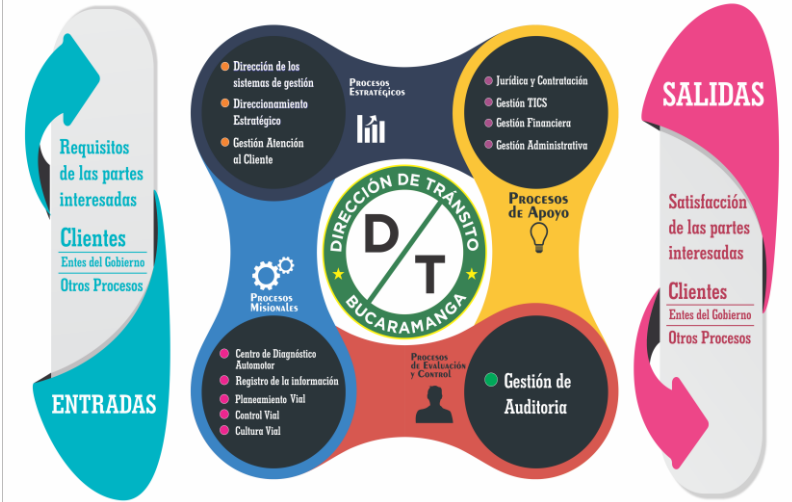 Requisitos
de las partes
interesadas
Clientes
Entes del Gobierno
Otros Procesos
ENTRADAS
Dirección de los
sistemas de gestión
Direccionamiento
Estratégico
Gestión Atención
al Cliente
Procesos
Estratégicos
Jurídica y Contratación
Gestión TICS
Gestión Financiera
Gestión Administrativa
Procesos
de Apoyo
DIRECCIÓN DE TRÁNSITO
D/T
BUCARAMANGA
Procesos
Misionales
Centro de Diagnóstico
Automotor
Registro de la información
Planeamiento Vial
Control Vial
Cultura Vial
Procesos
de Evaluación
y Control
Gestión de
Auditoria
SALIDAS
Satisfacción
de las partes
interesadas
Clientes
Entes del Gobierno
Otros Procesos